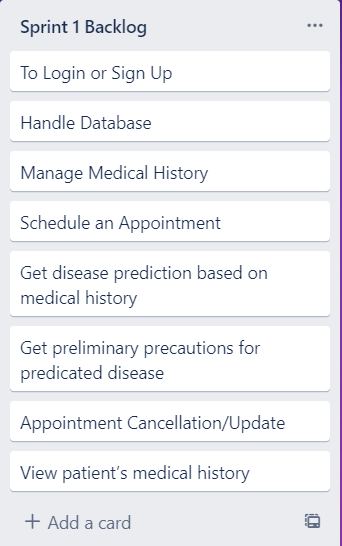 Sprint 1 Backlog
To Login or Sign Up
Handle Database
Manage Medical History
Schedule an Appointment
Get disease prediction based on
medical history
Get preliminary precautions for
predicated disease
Appointment Cancellation/Update
View patient’s medical history
Add a card